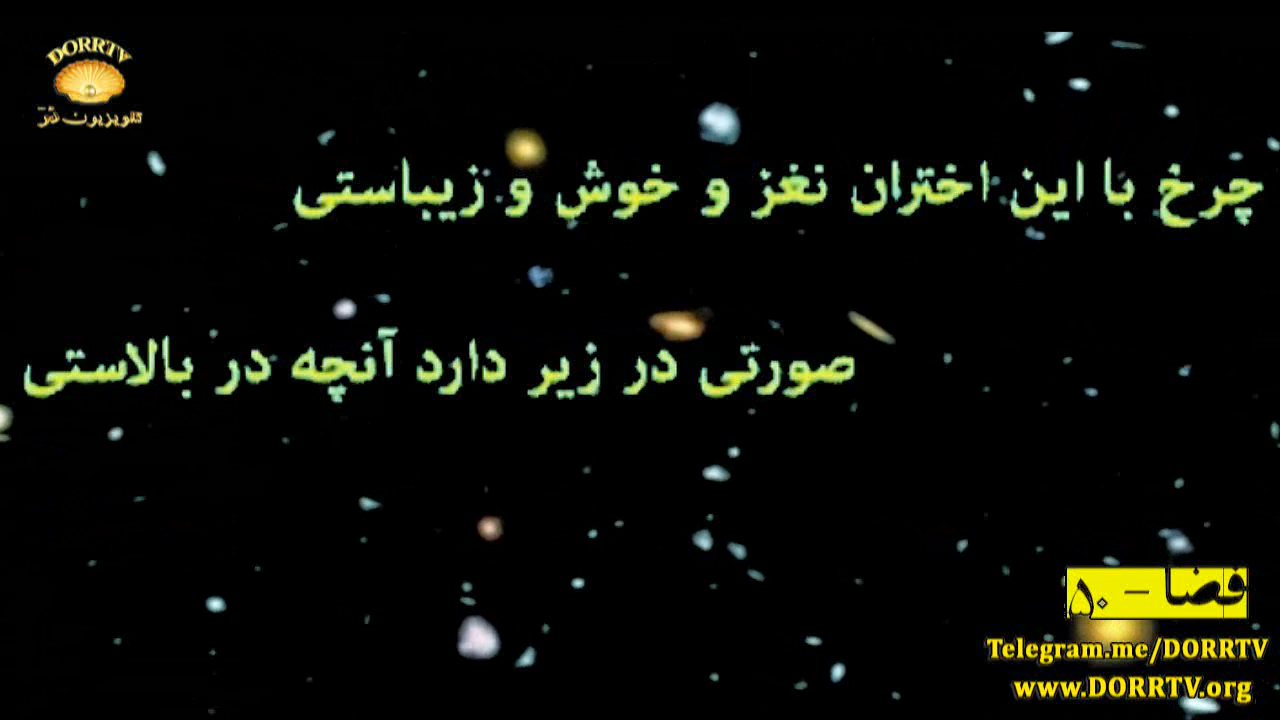 DORRTV
تلویزیون دُرّ
چرخ با این اختران نغز و خوش و زیباستی
صورتی در زیر دارد آنچه در بالاستی
فضا - ۵۰
Telegram.me/DORRTV
www.DORRTV.org